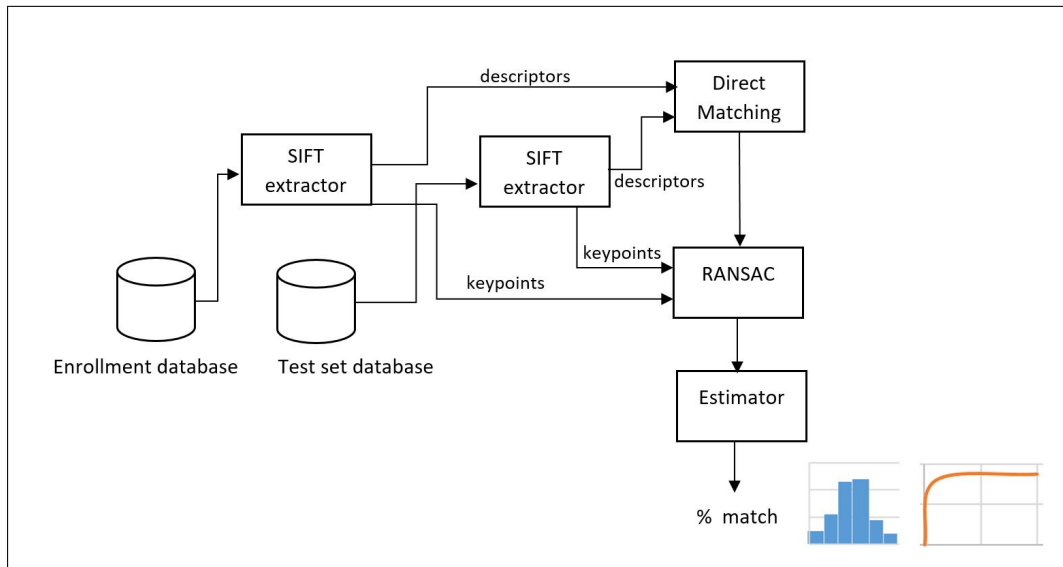 descriptors
Direct
Matching
SIFT
extractor
SIFT
extractor
descriptors
keypoints
RANSAC
keypoints
Enrollment database
Test set database
Estimator
% match